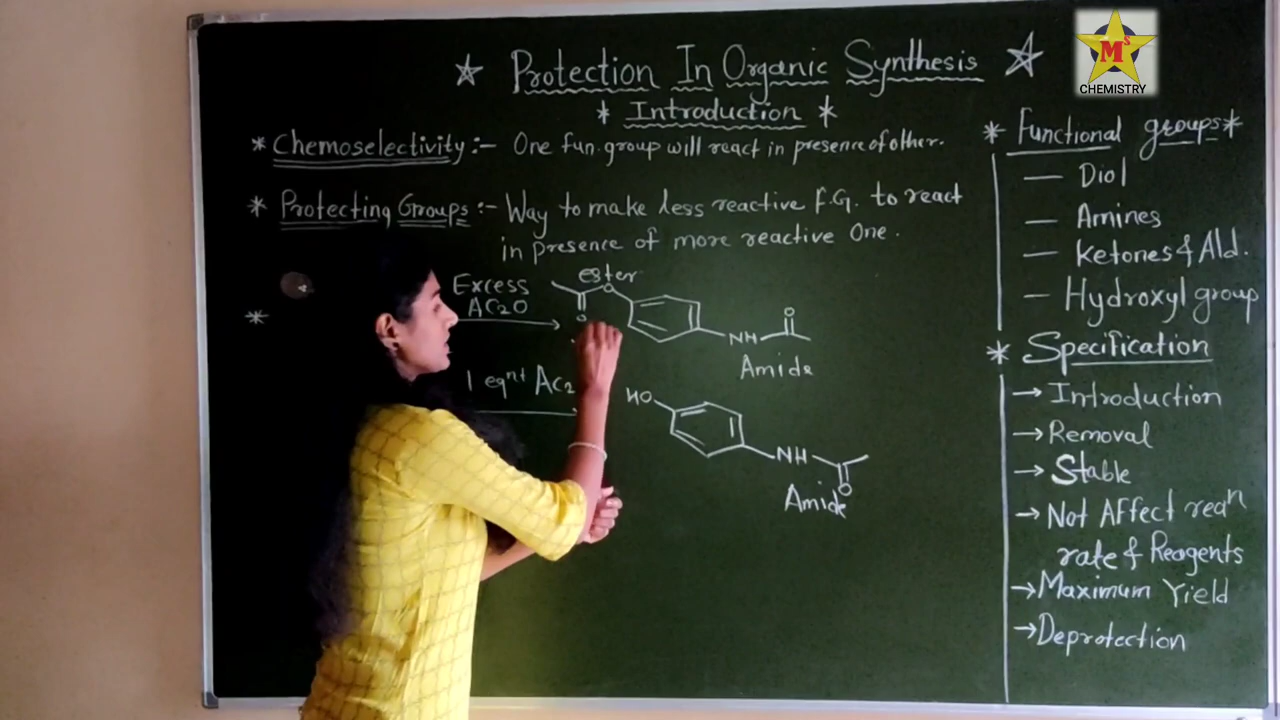 ☆ Protection In Organic Synthesis ☆
* Introduction *
* Chemoselectivity :- One fun. group will react in presence of other.
* Protecting Groups :- Way to make less reactive F.G. to react
in presence of more reactive One.
*
Excess
AC₂O
ester
O
O
NH
O
Amide
1 eqⁿᵗ Ac₂
HO
NH
O
Amide
* Functional groups *
— Diol
— Amines
— Ketones & Ald.
— Hydroxyl group
* Specification
→ Introduction
→ Removal
→ Stable
→ Not Affect reaⁿ
rate & Reagents
→ Maximum Yield
→ Deprotection
Ms
CHEMISTRY